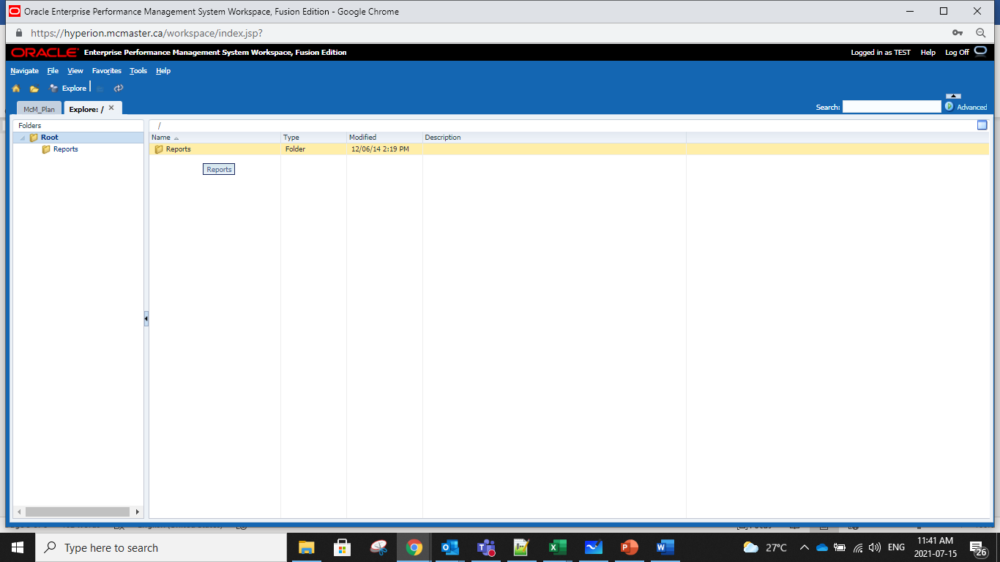 Oracle Enterprise Performance Management System Workspace, Fusion Edition - Google Chrome
https://hyperion.mcmaster.ca/workspace/index.jsp?
ORACLE Enterprise Performance Management System Workspace, Fusion Edition Logged in as TEST Help Log Off
Navigate File View Favorites Tools Help
Explore
McM_Plan Explore: / Search: Advanced
Folders /
Root Name Type Modified Description
Reports Reports Folder 12/06/14 2:19 PM
Reports
Type here to search 27°C ENG 11:41 AM
2021-07-15
26